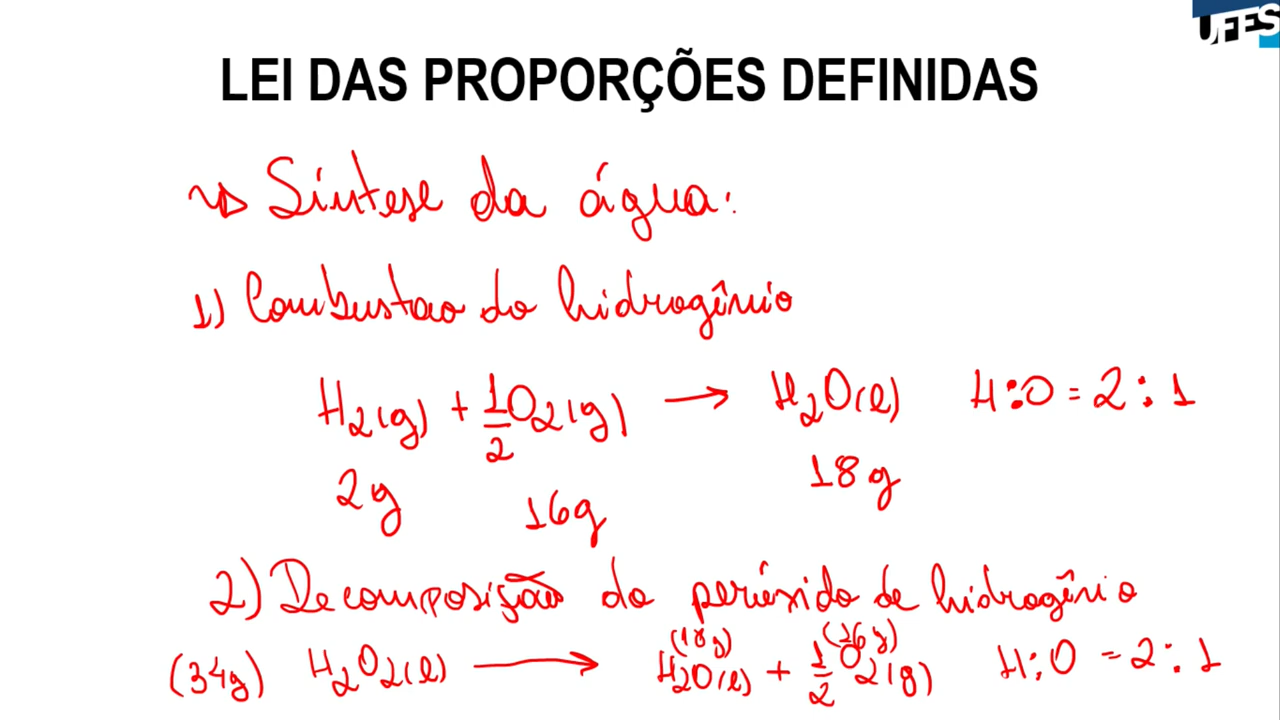 UFES
LEI DAS PROPORÇÕES DEFINIDAS
Síntese da água:
1) Combustão do hidrogênio
H2(g) + 1/2 O2(g) → H2O(l) H:O = 2:1
2g 16g 18g
2) Decomposição do peróxido de hidrogênio
(18g) (16g)
(34g) H2O2(l) → H2O(l) + 1/2 O2(g) H:O = 2:1